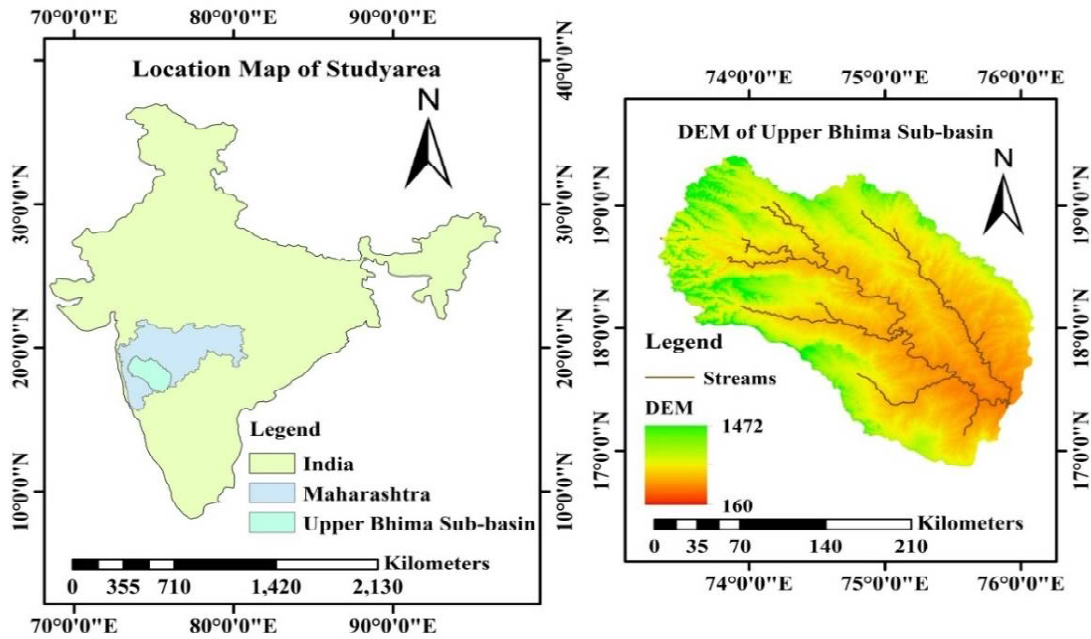 70°0'0"E 80°0'0"E 90°0'0"E
Location Map of Studyarea
N
40°0'0"N
30°0'0"N
30°0'0"N
20°0'0"N
20°0'0"N
10°0'0"N
10°0'0"N
Legend
India
Maharashtra
Upper Bhima Sub-basin
Kilometers
0 355 710 1,420 2,130
70°0'0"E 80°0'0"E 90°0'0"E
74°0'0"E 75°0'0"E 76°0'0"E
DEM of Upper Bhima Sub-basin
N
19°0'0"N
19°0'0"N
18°0'0"N
18°0'0"N
17°0'0"N
17°0'0"N
Legend
Streams
DEM
1472
160
Kilometers
0 35 70 140 210
74°0'0"E 75°0'0"E 76°0'0"E